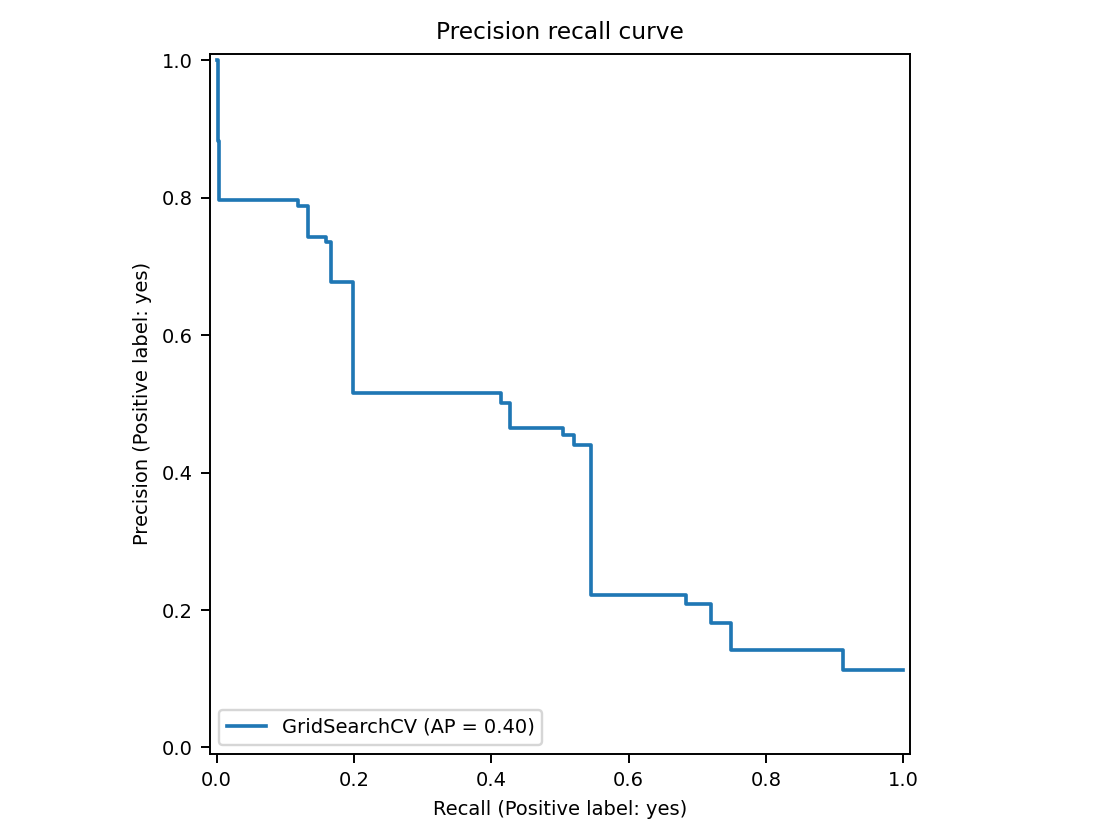 Precision recall curve
1.0
0.8
0.6
0.4
0.2
0.0
Precision (Positive label: yes)
GridSearchCV (AP = 0.40)
0.0 0.2 0.4 0.6 0.8 1.0
Recall (Positive label: yes)